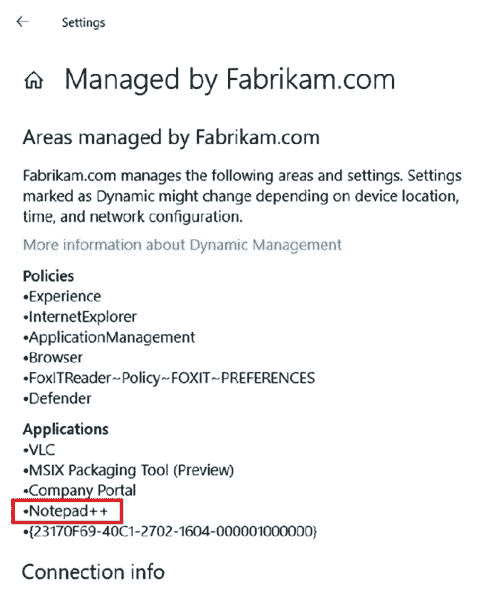 Settings
Managed by Fabrikam.com
Areas managed by Fabrikam.com
Fabrikam.com manages the following areas and settings. Settings
marked as Dynamic might change depending on device location,
time, and network configuration.
More information about Dynamic Management
Policies
•Experience
•InternetExplorer
•ApplicationManagement
•Browser
•FoxITReader~Policy~FOXIT~PREFERENCES
•Defender
Applications
•VLC
•MSIX Packaging Tool (Preview)
•Company Portal
•Notepad++
•{23170F69-40C1-2702-1604-000001000000}
Connection info